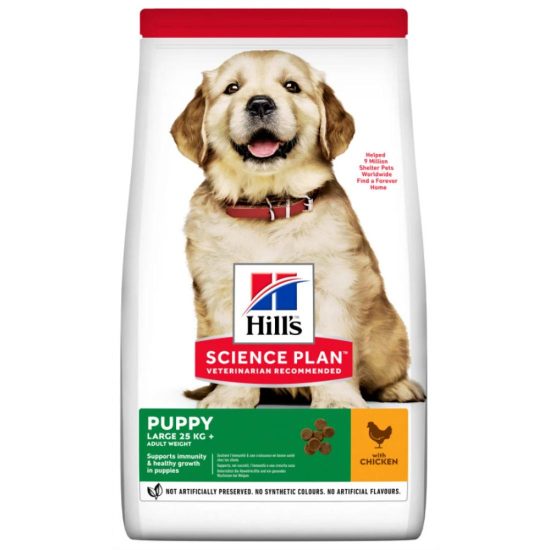 Helped
9 Million
Shelter Pets
Worldwide
Find a Forever
Home
Hill's
SCIENCE PLAN™
VETERINARIAN RECOMMENDED
PUPPY
LARGE 25 KG +
ADULT WEIGHT
Supports immunity
& healthy growth
in puppies
with
CHICKEN
NOT ARTIFICIALLY PRESERVED. NO SYNTHETIC COLOURS. NO ARTIFICIAL FLAVOURS.